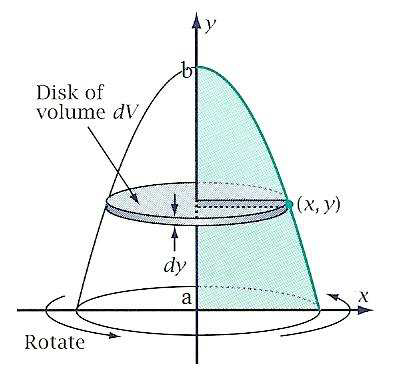 y
b
Disk of
volume dV
(x, y)
dy
a
x
Rotate